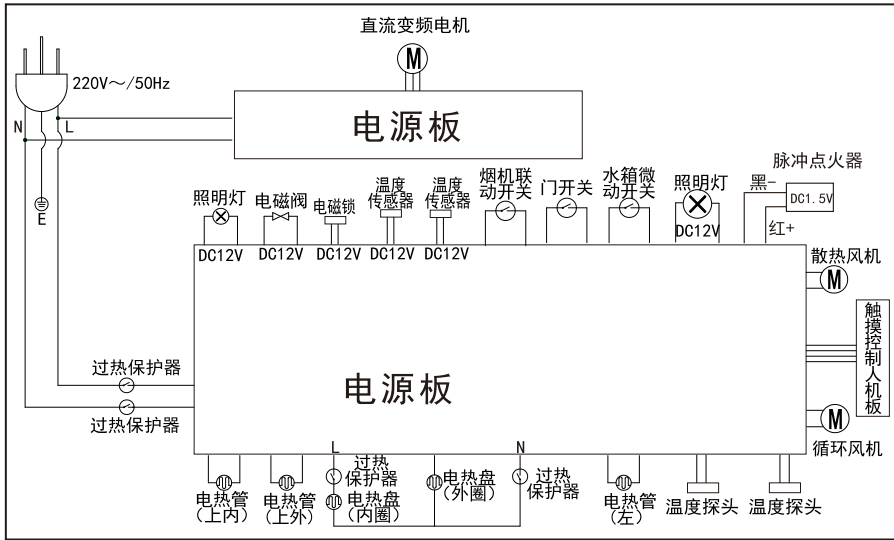 直流变频电机
M
220V～/50Hz
N
L
E
电源板
照明灯
DC12V
电磁阀
DC12V
电磁锁
DC12V
温度
传感器
DC12V
温度
传感器
DC12V
烟机联
动开关
门开关
水箱微
动开关
照明灯
DC12V
脉冲点火器
黑-
DC1.5V
红+
散热风机
M
触摸控制人机板
M
循环风机
电源板
过热保护器
过热保护器
L
N
电热管
(上内)
电热管
(上外)
过热
保护器
电热盘
(内圈)
电热盘
(外圈)
过热
保护器
电热管
(左)
温度探头
温度探头